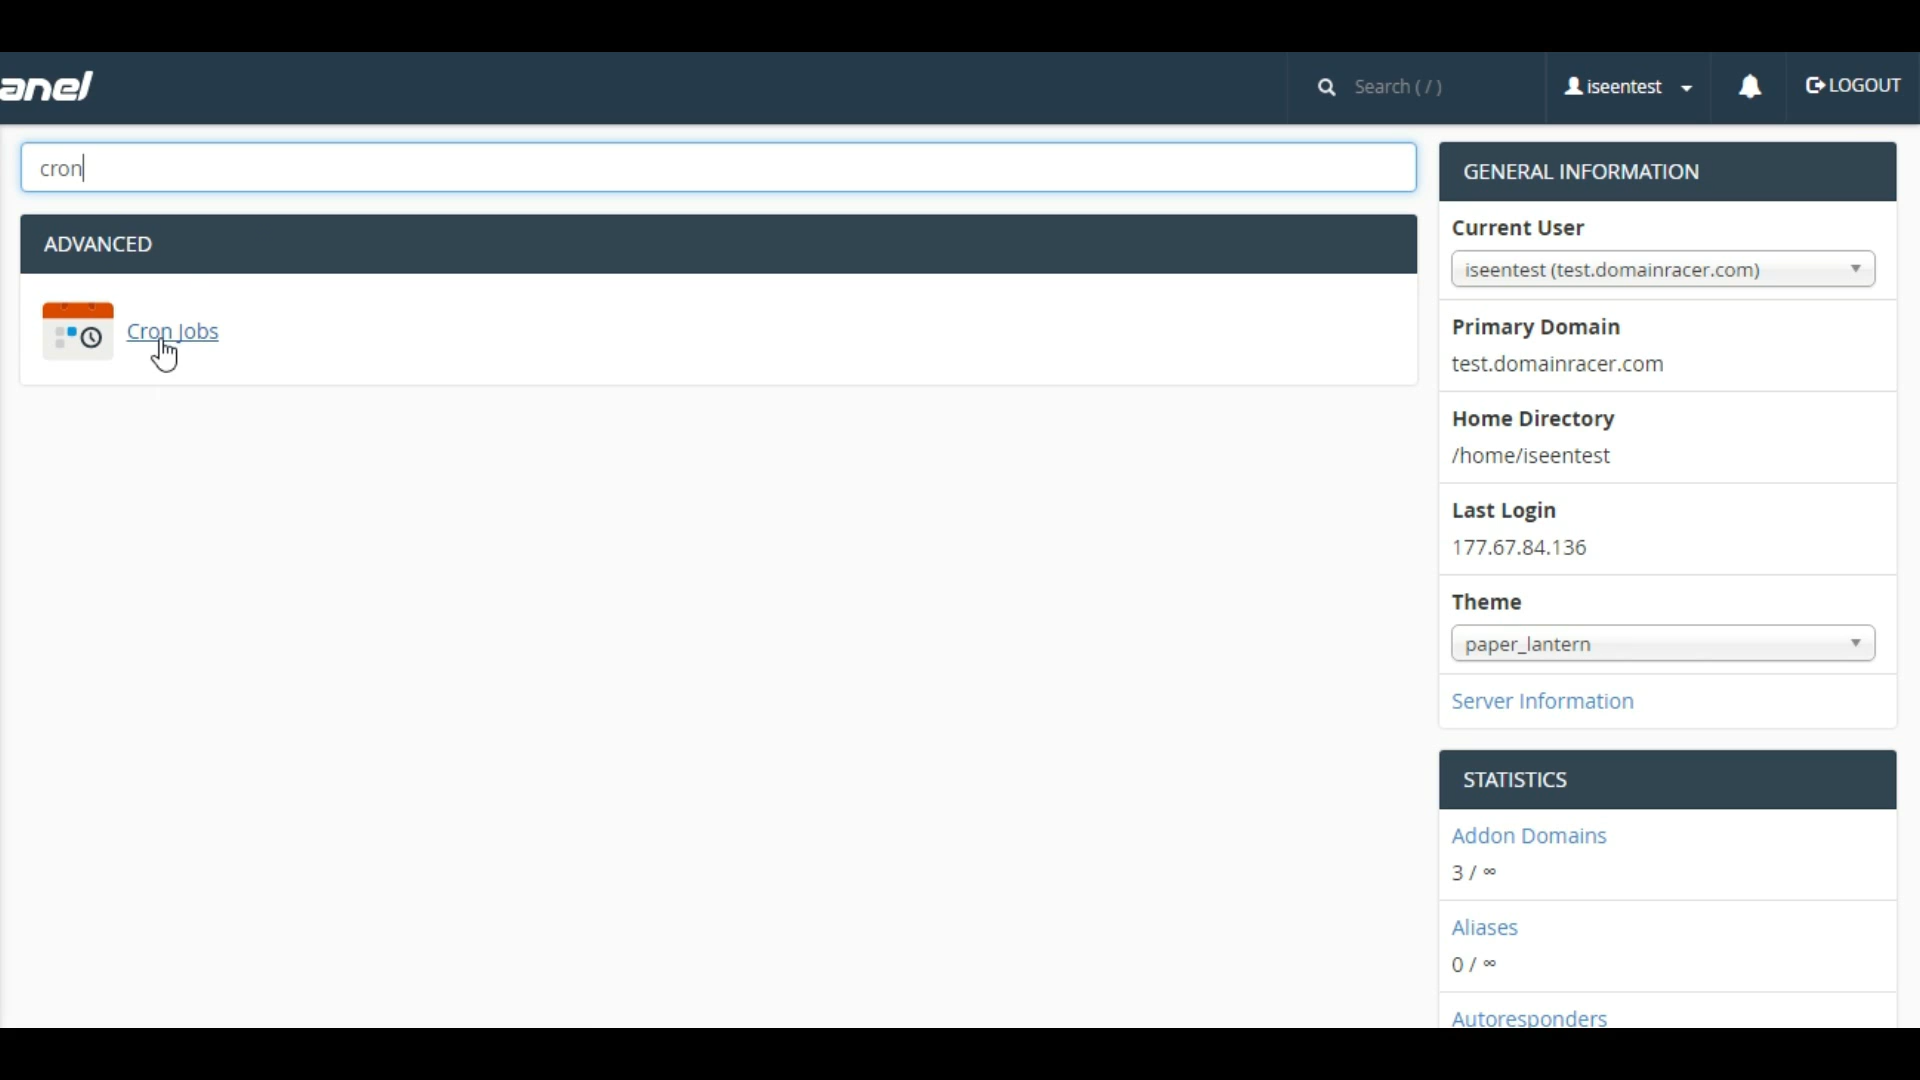 anel
Search ( / )
iseentest
LOGOUT
cron
ADVANCED
Cron Jobs
GENERAL INFORMATION
Current User
iseentest (test.domainracer.com)
Primary Domain
test.domainracer.com
Home Directory
/home/iseentest
Last Login
177.67.84.136
Theme
paper_lantern
Server Information
STATISTICS
Addon Domains
3 / ∞
Aliases
0 / ∞
Autoresponders